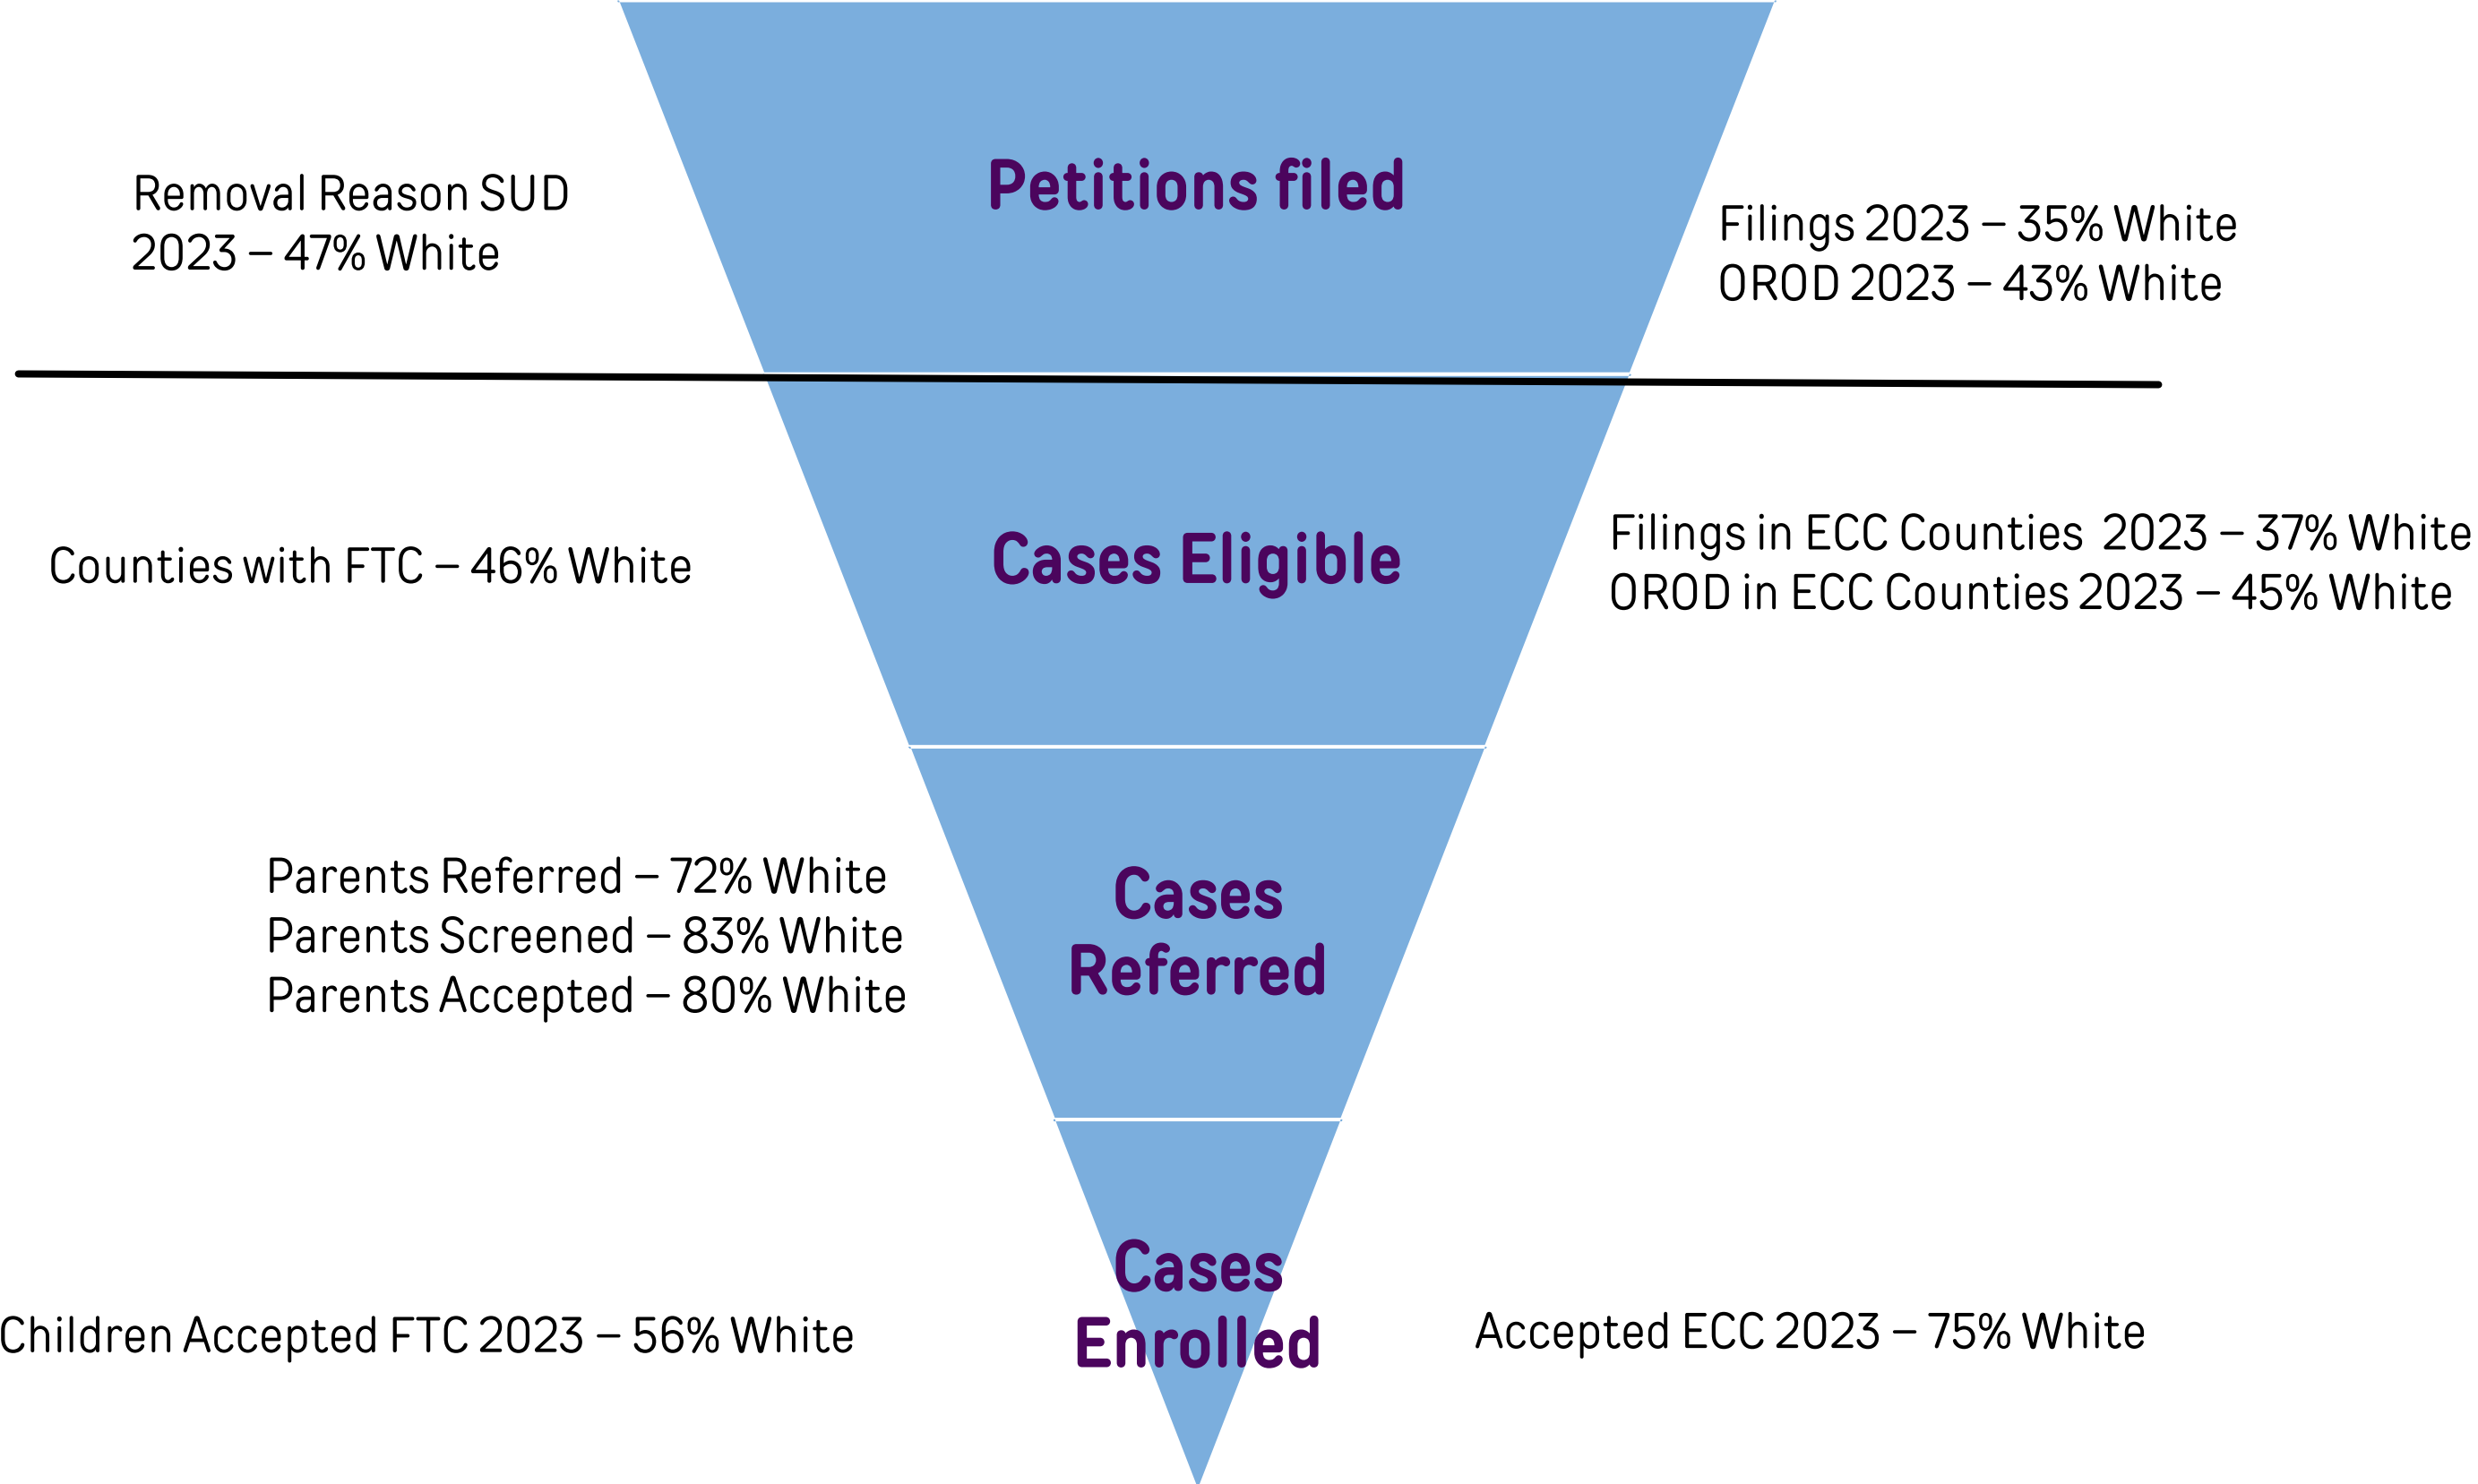 Petitions filed
Removal Reason SUD
2023 – 47% White
Filings 2023 – 35% White
OROD 2023 – 43% White
Cases Eligible
Counties with FTC – 46% White
Filings in ECC Counties 2023 – 37% White
OROD in ECC Counties 2023 – 45% White
Parents Referred – 72% White
Parents Screened – 83% White
Parents Accepted – 80% White
Cases
Referred
Cases
Enrolled
Children Accepted FTC 2023 – 56% White
Accepted ECC 2023 – 75% White